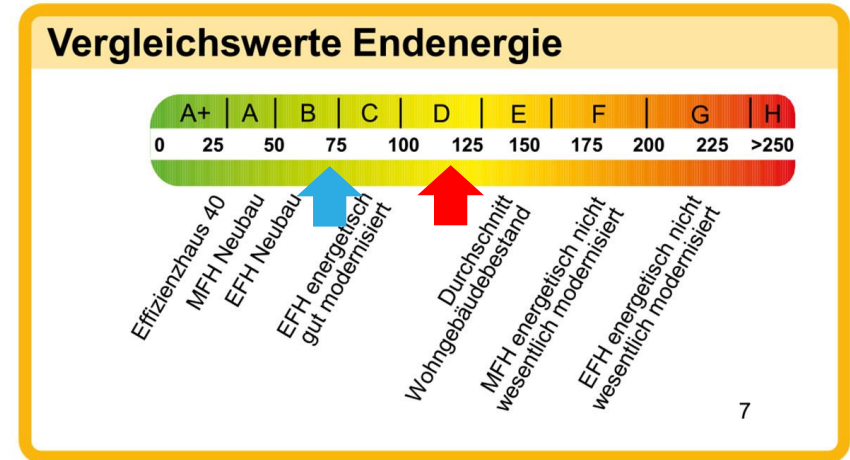 Vergleichswerte Endenergie
A+ | A | B | C | D | E | F | G | H
0 25 50 75 100 125 150 175 200 225 >250
Effizienzhaus 40
MFH Neubau
EFH Neubau
EFH energetisch
gut modernisiert
Durchschnitt
Wohngebäudebestand
MFH energetisch nicht
wesentlich modernisiert
EFH energetisch nicht
wesentlich modernisiert
7